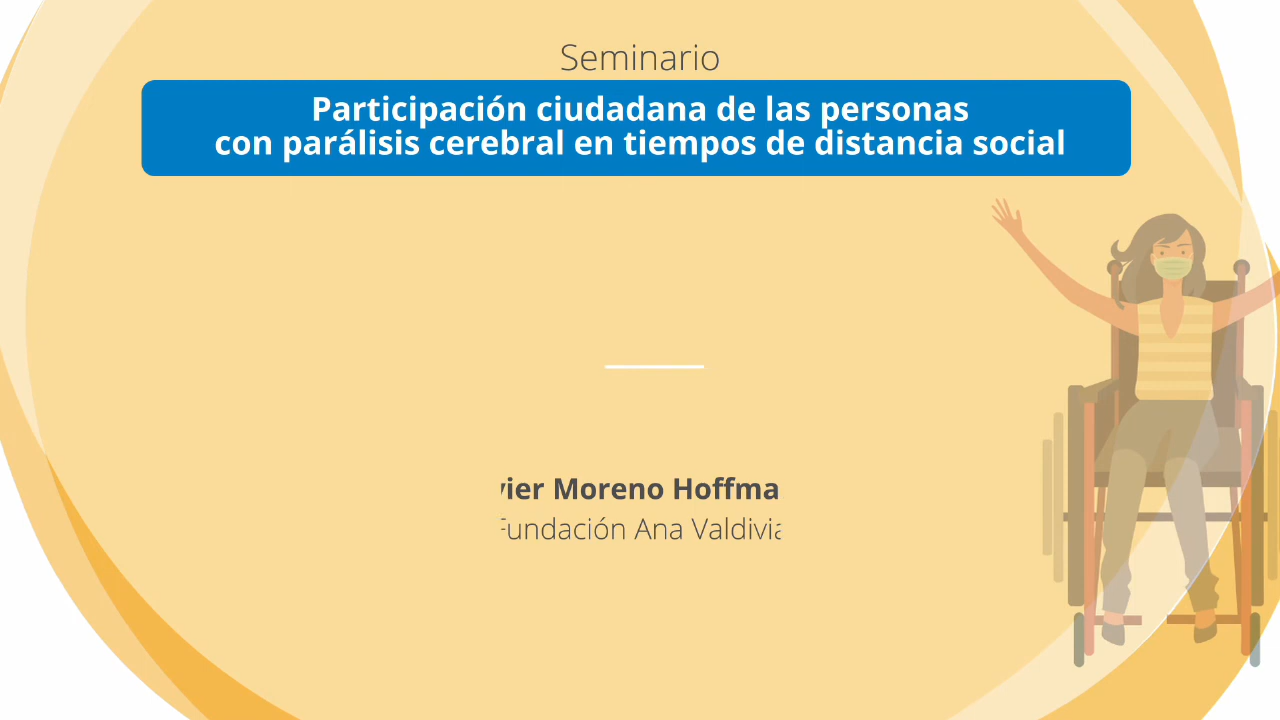 Seminario
Participación ciudadana de las personas
con parálisis cerebral en tiempos de distancia social
vier Moreno Hoffma
Fundación Ana Valdivia